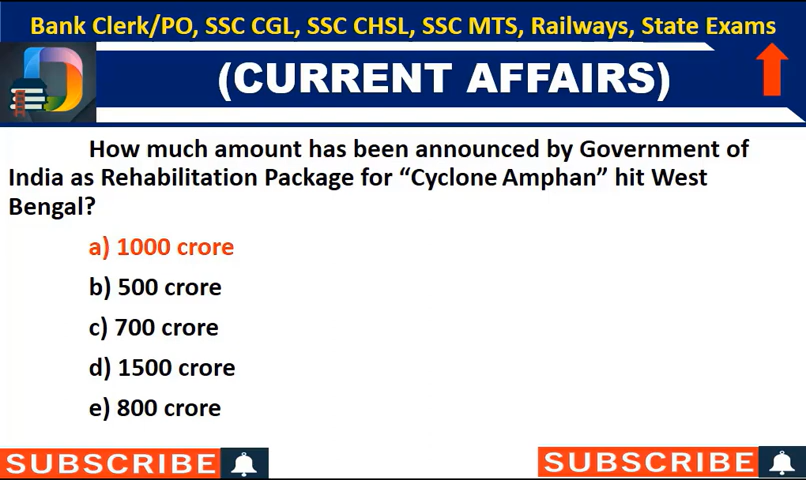 Bank Clerk/PO, SSC CGL, SSC CHSL, SSC MTS, Railways, State Exams
(CURRENT AFFAIRS)
How much amount has been announced by Government of
India as Rehabilitation Package for “Cyclone Amphan” hit West
Bengal?
a) 1000 crore
b) 500 crore
c) 700 crore
d) 1500 crore
e) 800 crore
SUBSCRIBE
SUBSCRIBE